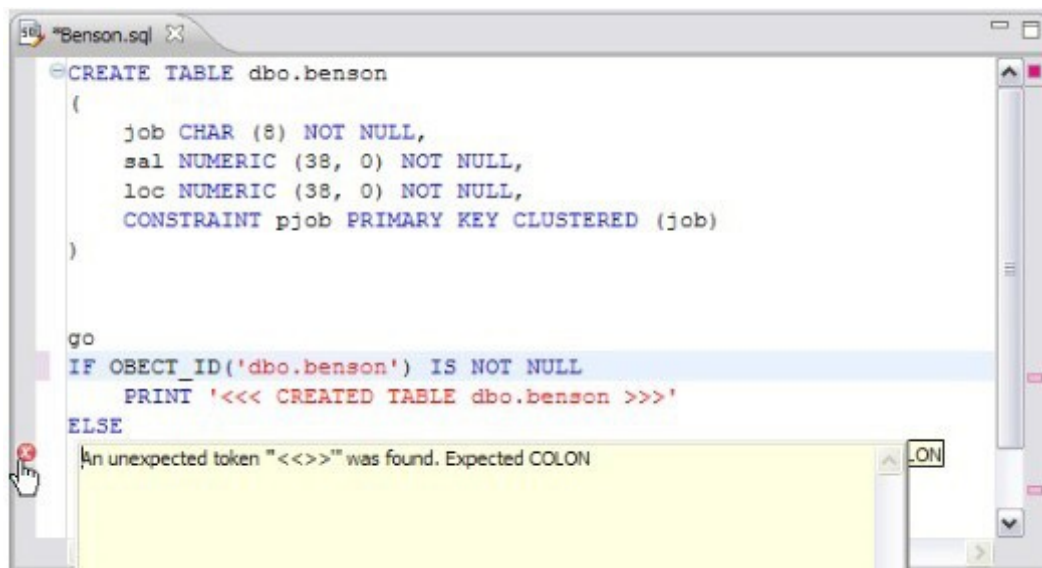 *Benson.sql
CREATE TABLE dbo.benson
(
job CHAR (8) NOT NULL,
sal NUMERIC (38, 0) NOT NULL,
loc NUMERIC (38, 0) NOT NULL,
CONSTRAINT pjob PRIMARY KEY CLUSTERED (job)
)
go
IF OBECT_ID('dbo.benson') IS NOT NULL
PRINT '<<< CREATED TABLE dbo.benson >>>'
ELSE
An unexpected token "<<>>" was found. Expected COLON
LON